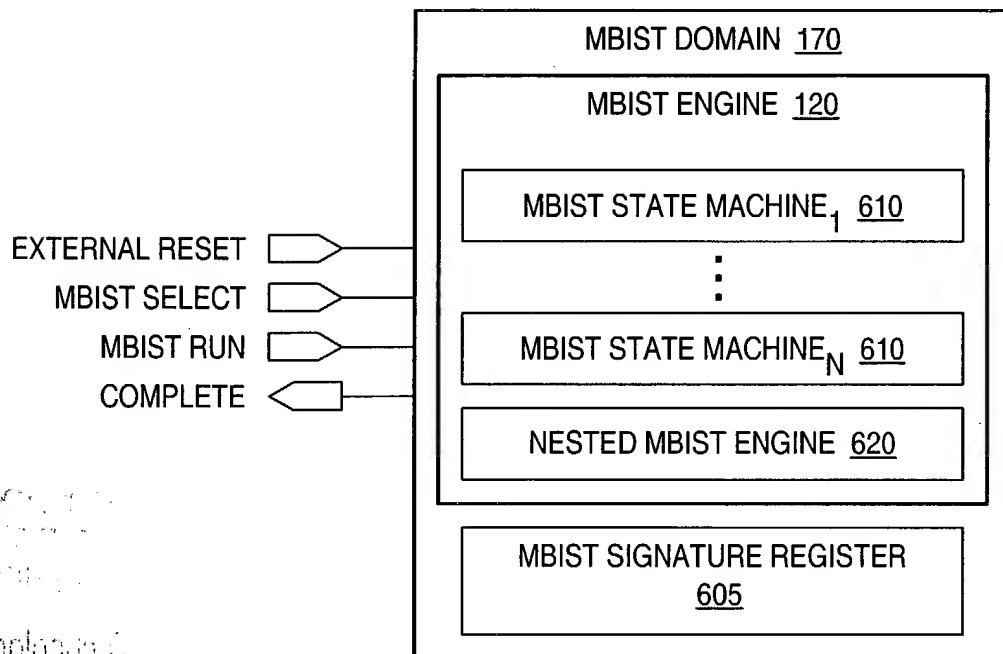 MBIST DOMAIN 170
MBIST ENGINE 120
MBIST STATE MACHINE1 610
EXTERNAL RESET
MBIST SELECT
MBIST RUN
COMPLETE
MBIST STATE MACHINEN 610
NESTED MBIST ENGINE 620
MBIST SIGNATURE REGISTER
605